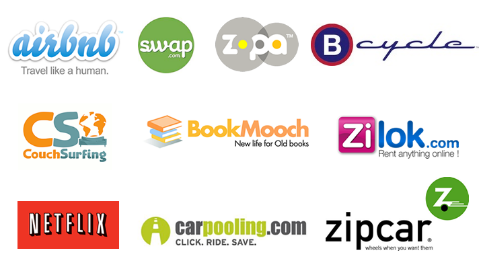 airbnb
Travel like a human.
swap
.com
zopa™
B cycle
CS
CouchSurfing
BookMooch
New life for Old books
Zilok.com
Rent anything online !
NETFLIX
carpooling.com
CLICK. RIDE. SAVE.
Z
zipcar®
wheels when you want them